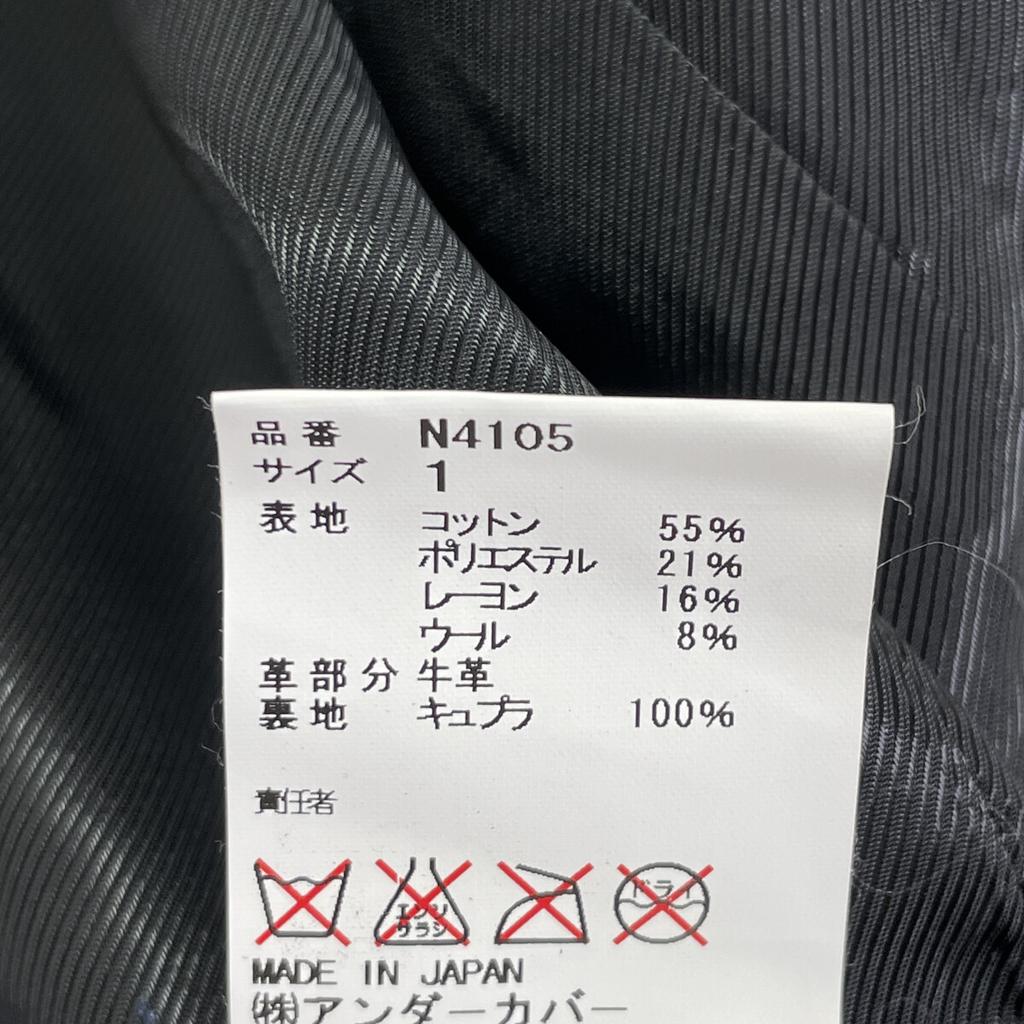 品番 N4105
サイズ 1
表地 コットン 55%
ポリエステル 21%
レーヨン 16%
ウール 8%
革部分 牛革
裏地 キュプラ 100%
責任者
エンソ
サラシ
ドライ
MADE IN JAPAN
(株)アンダーカバー